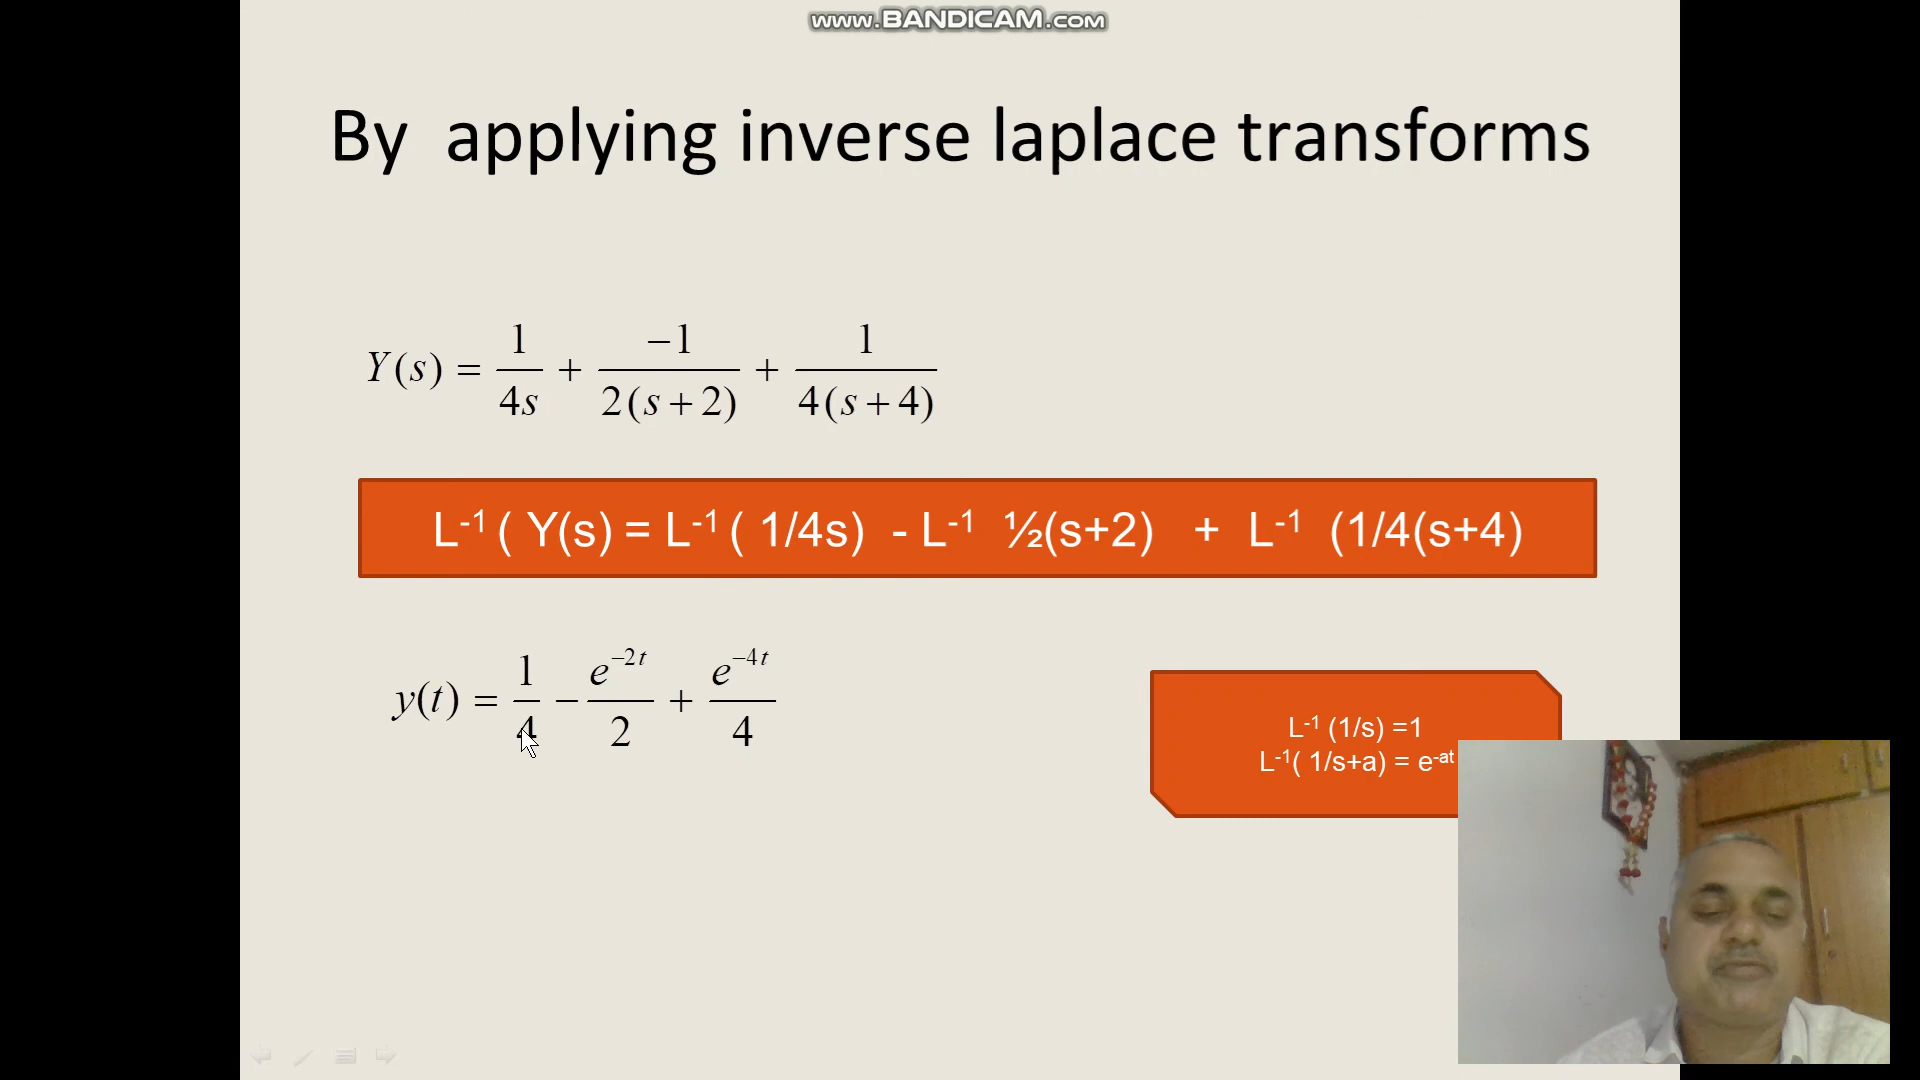 www.BANDICAM.com
By applying inverse laplace transforms
Y(s) = 1/4s + -1/2(s+2) + 1/4(s+4)
L⁻¹ ( Y(s) = L⁻¹ ( 1/4s) - L⁻¹ ½(s+2) + L⁻¹ (1/4(s+4)
y(t) = 1/4 − e⁻²ᵗ/2 + e⁻⁴ᵗ/4
L⁻¹ (1/s) =1
L⁻¹( 1/s+a) = e⁻ᵃᵗ